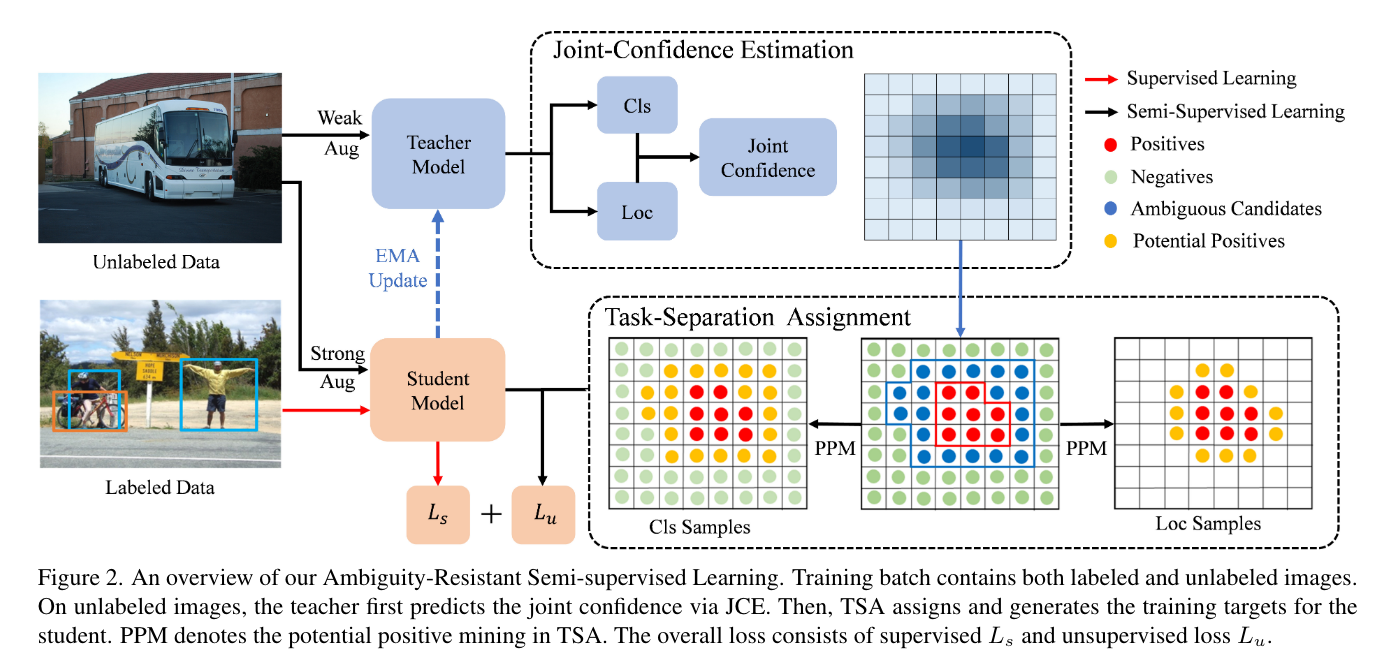 Joint-Confidence Estimation
Weak
Aug
Teacher
Model
Cls
Loc
Joint
Confidence
Supervised Learning
Semi-Supervised Learning
Positives
Negatives
Ambiguous Candidates
Potential Positives
Unlabeled Data
EMA
Update
Strong
Aug
Student
Model
Labeled Data
L_s + L_u
Task-Separation Assignment
PPM
PPM
Cls Samples
Loc Samples
Figure 2. An overview of our Ambiguity-Resistant Semi-supervised Learning. Training batch contains both labeled and unlabeled images.
On unlabeled images, the teacher first predicts the joint confidence via JCE. Then, TSA assigns and generates the training targets for the
student. PPM denotes the potential positive mining in TSA. The overall loss consists of supervised L_s and unsupervised loss L_u.